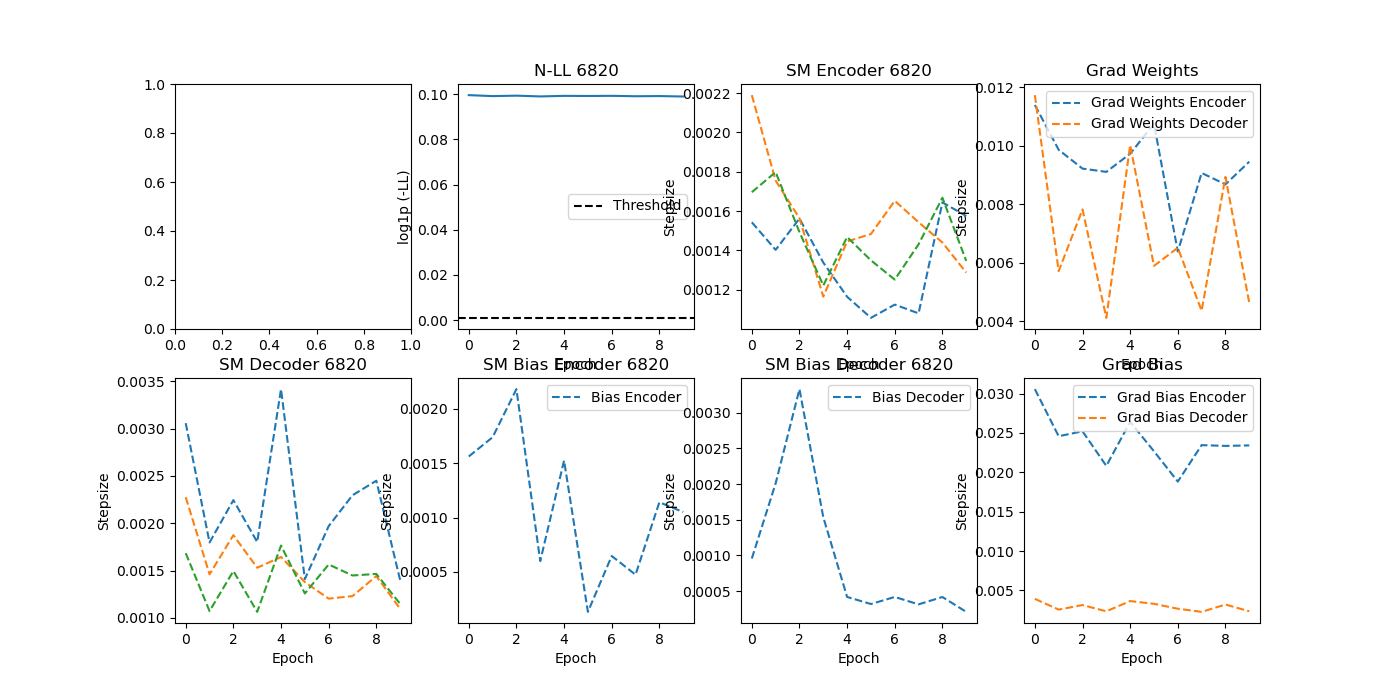 N-LL 6820
SM Encoder 6820
Grad Weights
1.0
0.8
0.6
0.4
0.2
0.0
0.0 0.2 0.4 0.6 0.8 1.0
log1p (-LL)
0.10
0.08
0.06
0.04
0.02
0.00
Threshold
0 2 4 6 8
Epoch
Stepsize
0.0022
0.0020
0.0018
0.0016
0.0014
0.0012
0 2 4 6 8
Epoch
Stepsize
0.012
0.010
0.008
0.006
0.004
Grad Weights Encoder
Grad Weights Decoder
0 2 4 6 8
Epoch
SM Decoder 6820
SM Bias Encoder 6820
SM Bias Decoder 6820
Grad Bias
Stepsize
0.0035
0.0030
0.0025
0.0020
0.0015
0.0010
0 2 4 6 8
Epoch
Stepsize
0.0020
0.0015
0.0010
0.0005
Bias Encoder
0 2 4 6 8
Epoch
Stepsize
0.0030
0.0025
0.0020
0.0015
0.0010
0.0005
Bias Decoder
0 2 4 6 8
Epoch
Stepsize
0.030
0.025
0.020
0.015
0.010
0.005
Grad Bias Encoder
Grad Bias Decoder
0 2 4 6 8
Epoch